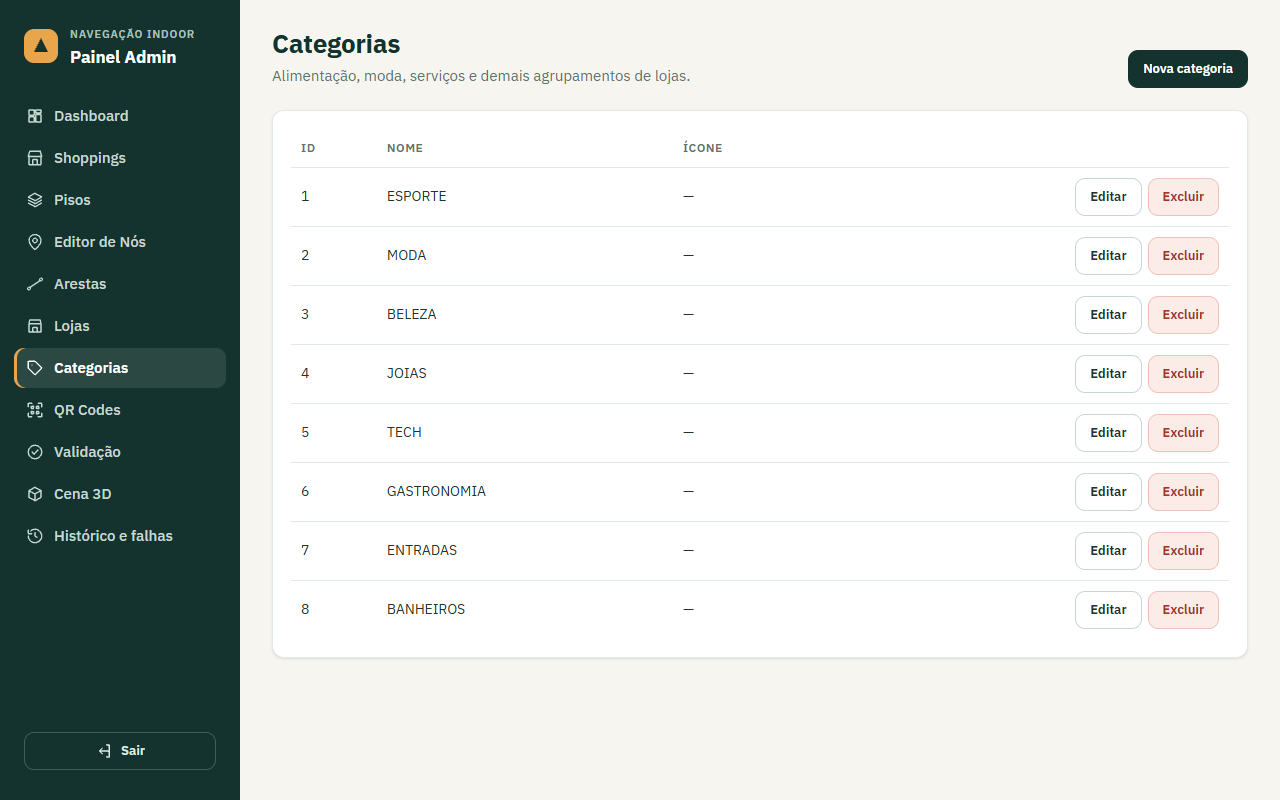 NAVEGAÇÃO INDOOR
Painel Admin
Dashboard
Shoppings
Pisos
Editor de Nós
Arestas
Lojas
Categorias
QR Codes
Validação
Cena 3D
Histórico e falhas
Sair
Categorias
Alimentação, moda, serviços e demais agrupamentos de lojas.
Nova categoria
ID NOME ÍCONE
1 ESPORTE — Editar Excluir
2 MODA — Editar Excluir
3 BELEZA — Editar Excluir
4 JOIAS — Editar Excluir
5 TECH — Editar Excluir
6 GASTRONOMIA — Editar Excluir
7 ENTRADAS — Editar Excluir
8 BANHEIROS — Editar Excluir